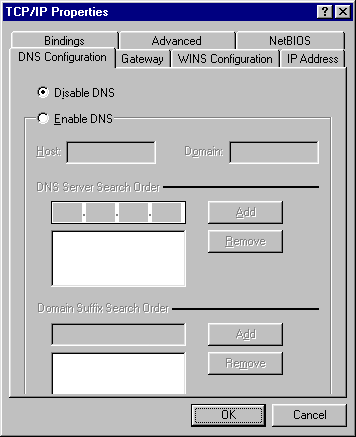 TCP/IP Properties
Bindings Advanced NetBIOS
DNS Configuration Gateway WINS Configuration IP Address
Disable DNS
Enable DNS
Host: Domain:
DNS Server Search Order
Add
Remove
Domain Suffix Search Order
Add
Remove
OK Cancel